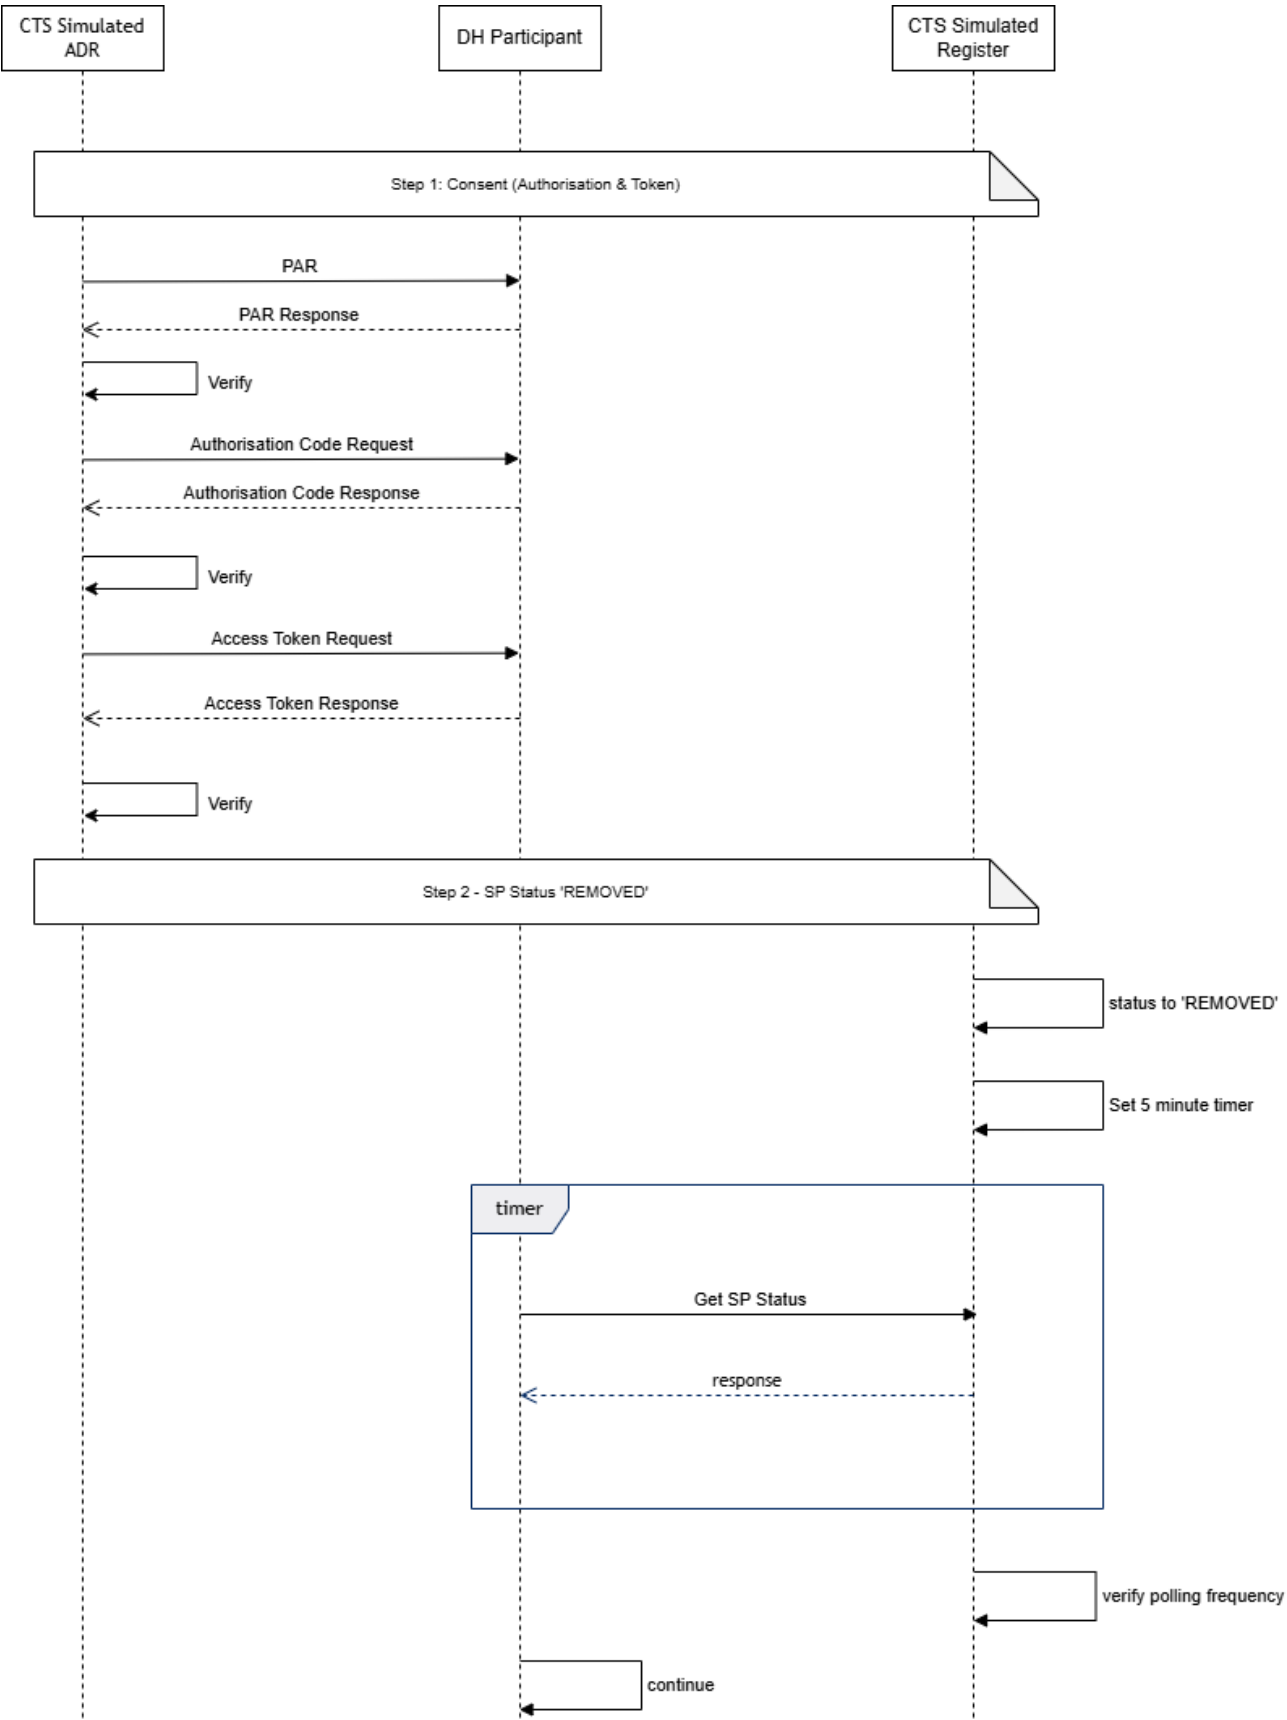 CTS Simulated
ADR
DH Participant
CTS Simulated
Register
Step 1: Consent (Authorisation & Token)
PAR
PAR Response
Verify
Authorisation Code Request
Authorisation Code Response
Verify
Access Token Request
Access Token Response
Verify
Step 2 - SP Status 'REMOVED'
status to 'REMOVED'
Set 5 minute timer
timer
Get SP Status
response
verify polling frequency
continue